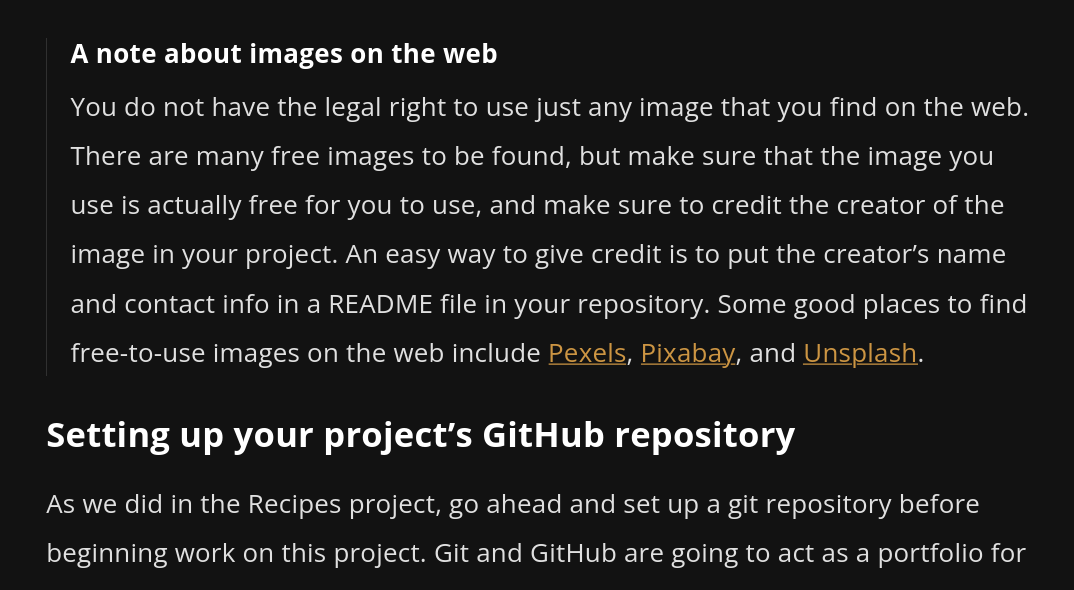 A note about images on the web
You do not have the legal right to use just any image that you find on the web.
There are many free images to be found, but make sure that the image you
use is actually free for you to use, and make sure to credit the creator of the
image in your project. An easy way to give credit is to put the creator’s name
and contact info in a README file in your repository. Some good places to find
free-to-use images on the web include Pexels, Pixabay, and Unsplash.
Setting up your project’s GitHub repository
As we did in the Recipes project, go ahead and set up a git repository before
beginning work on this project. Git and GitHub are going to act as a portfolio for